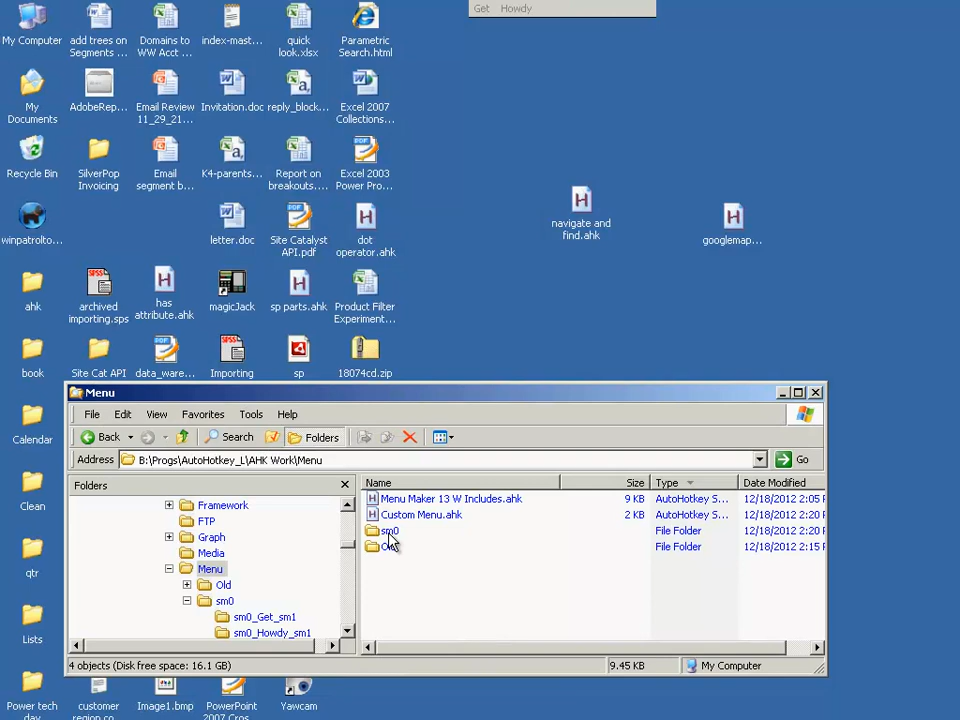 Get Howdy
My Computer
add trees on
Segments ...
Domains to
WW Acct ...
index-mast...
quick
look.xlsx
Parametric
Search.html
My
Documents
AdobeRep...
Email Review
11_29_21...
Invitation.doc
reply_block...
Excel 2007
Collections...
Recycle Bin
SilverPop
Invoicing
Email
segment b...
K4-parents...
Report on
breakouts....
Excel 2003
Power Pro...
navigate and
find.ahk
googlemap...
winpatrolto...
letter.doc
Site Catalyst
API.pdf
dot
operator.ahk
ahk
archived
importing.sps
has
attribute.ahk
magicJack
sp parts.ahk
Product Filter
Experiment...
book
Site Cat API
data_ware...
Importing
sp
18074cd.zip
Calendar
Clean
qtr
Lists
Power tech
day
customer
region co...
Image1.bmp
PowerPoint
2007 Cros...
Yawcam
Menu
File Edit View Favorites Tools Help
Back Search Folders
Address B:\Progs\AutoHotkey_L\AHK Work\Menu Go
Folders
Framework
FTP
Graph
Media
Menu
Old
sm0
sm0_Get_sm1
sm0_Howdy_sm1
Name Size Type Date Modified
Menu Maker 13 W Includes.ahk 9 KB AutoHotkey S... 12/18/2012 2:05 P
Custom Menu.ahk 2 KB AutoHotkey S... 12/18/2012 2:20 P
sm0 File Folder 12/18/2012 2:20 P
File Folder 12/18/2012 2:15 P
4 objects (Disk free space: 16.1 GB) 9.45 KB My Computer